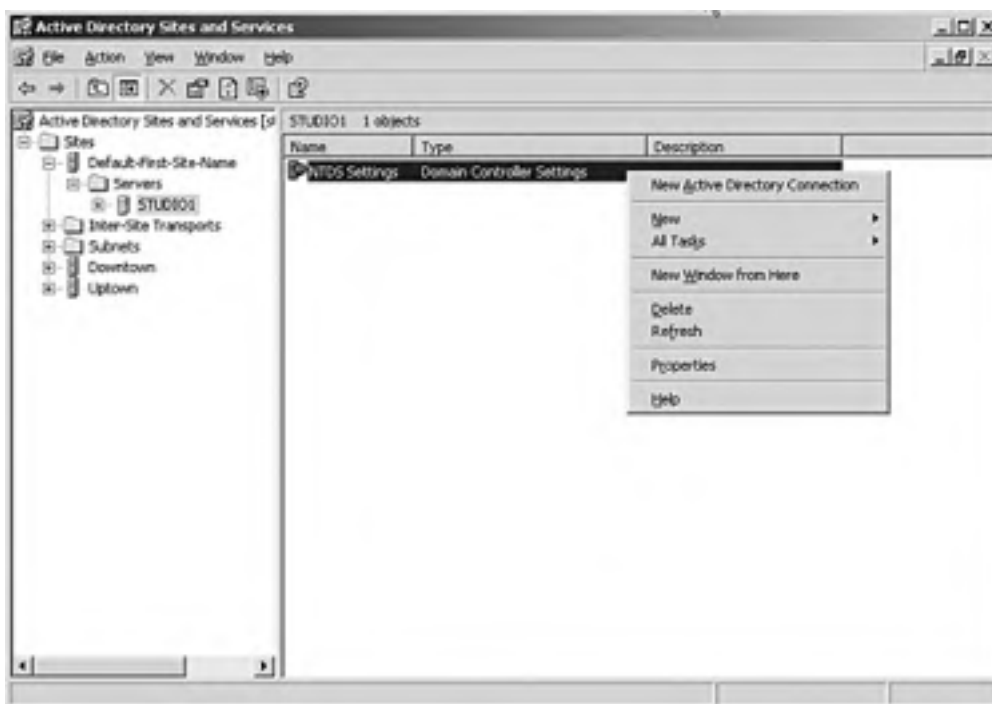 Active Directory Sites and Services
File Action View Window Help
Active Directory Sites and Services [st
Sites
Default-First-Site-Name
Servers
STUDIO1
Inter-Site Transports
Subnets
Downtown
Uptown
STUDIO1 1 objects
Name Type Description
NTDS Settings Domain Controller Settings
New Active Directory Connection
New
All Tasks
New Window from Here
Delete
Refresh
Properties
Help